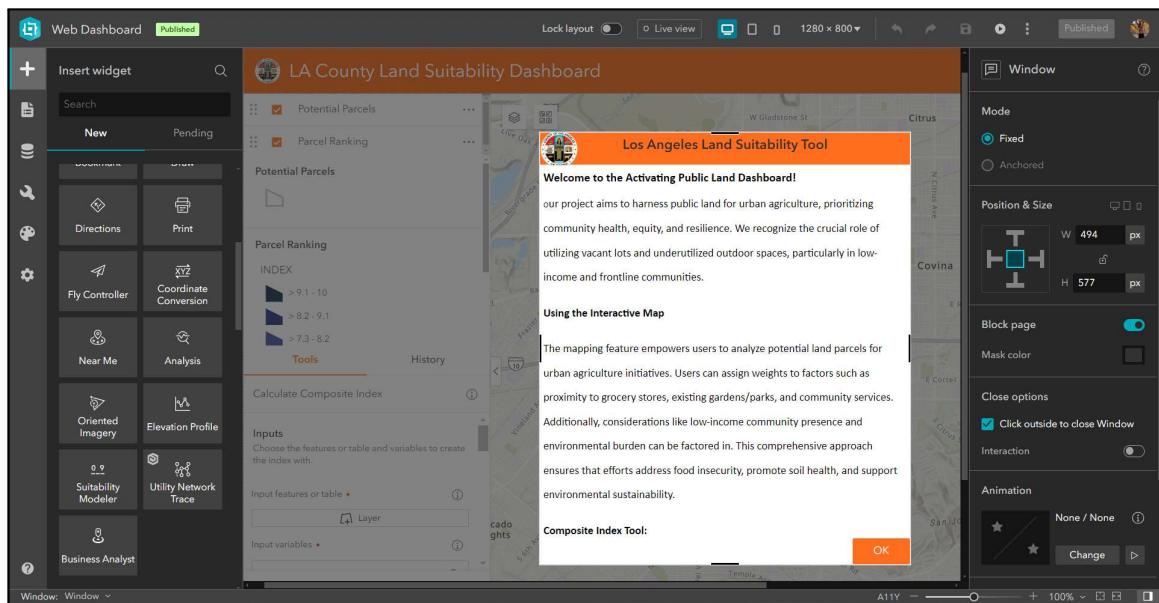 Web Dashboard
Published
Lock layout
Live view
1280 × 800
Published
Insert widget
Search
New
Pending
Bookmark
Draw
Directions
Print
Fly Controller
Coordinate
Conversion
Near Me
Analysis
Oriented
Imagery
Elevation Profile
Suitability
Modeler
Utility Network
Trace
Business Analyst
LA County Land Suitability Dashboard
Potential Parcels
Parcel Ranking
Potential Parcels
Parcel Ranking
INDEX
> 9.1 - 10
> 8.2 - 9.1
> 7.3 - 8.2
Tools
History
Calculate Composite Index
Inputs
Choose the features or table and variables to create
the index with.
Input features or table
Layer
Input variables
W Gladstone St
Citrus
Live Oak
N Citrus Ave
Covina
10
E Cortez
Temple
Los Angeles Land Suitability Tool
Welcome to the Activating Public Land Dashboard!
our project aims to harness public land for urban agriculture, prioritizing
community health, equity, and resilience. We recognize the crucial role of
utilizing vacant lots and underutilized outdoor spaces, particularly in low-
income and frontline communities.
Using the Interactive Map
The mapping feature empowers users to analyze potential land parcels for
urban agriculture initiatives. Users can assign weights to factors such as
proximity to grocery stores, existing gardens/parks, and community services.
Additionally, considerations like low-income community presence and
environmental burden can be factored in. This comprehensive approach
ensures that efforts address food insecurity, promote soil health, and support
environmental sustainability.
Composite Index Tool:
OK
Window
Mode
Fixed
Anchored
Position & Size
W 494 px
H 577 px
Block page
Mask color
Close options
Click outside to close Window
Interaction
Animation
None / None
Change
Window: Window
A11Y
100%